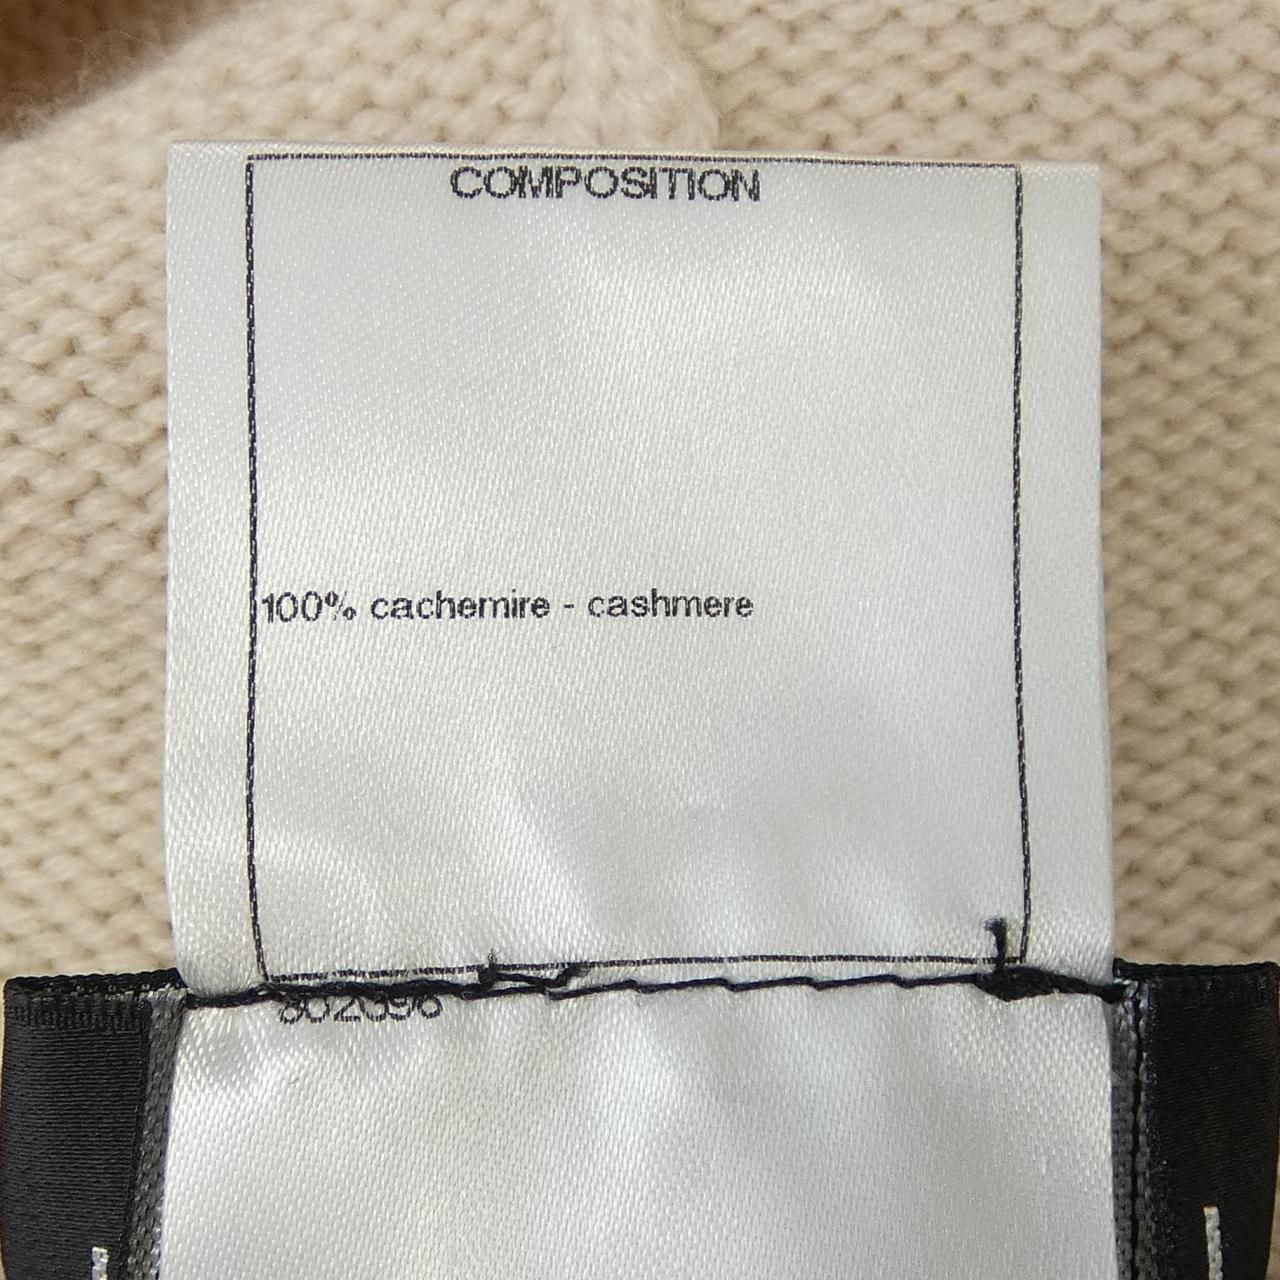 COMPOSITION
100% cachemire - cashmere